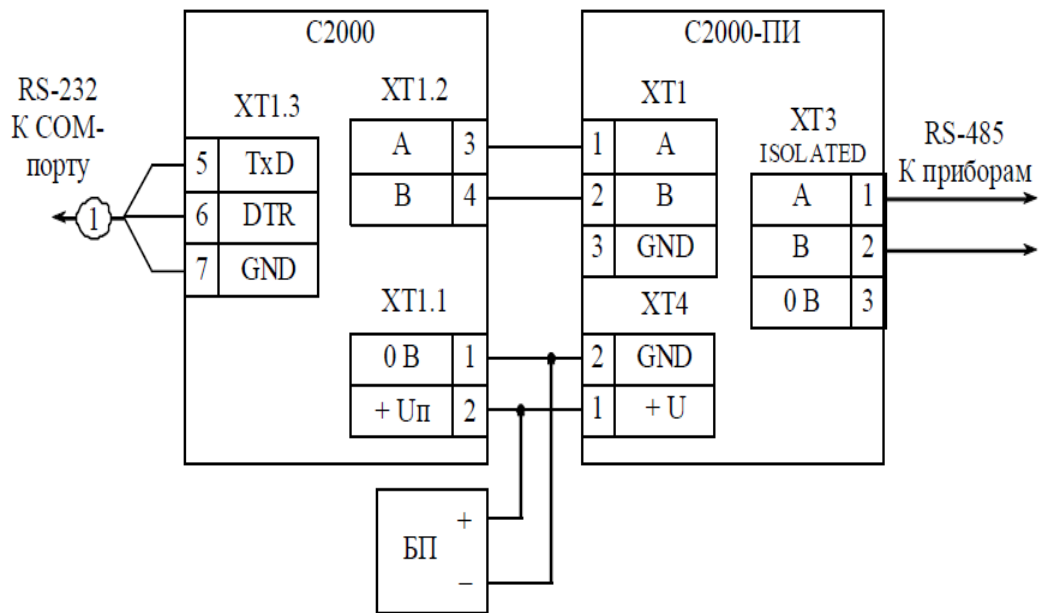 С2000
С2000-ПИ
RS-232
К COM-
порту
1
XT1.3
5 TxD
6 DTR
7 GND
XT1.2
A 3
B 4
XT1.1
0 В 1
+ Uп 2
XT1
1 A
2 B
3 GND
XT4
2 GND
1 + U
XT3
ISOLATED
A 1
B 2
0 В 3
RS-485
К приборам
БП
+
−